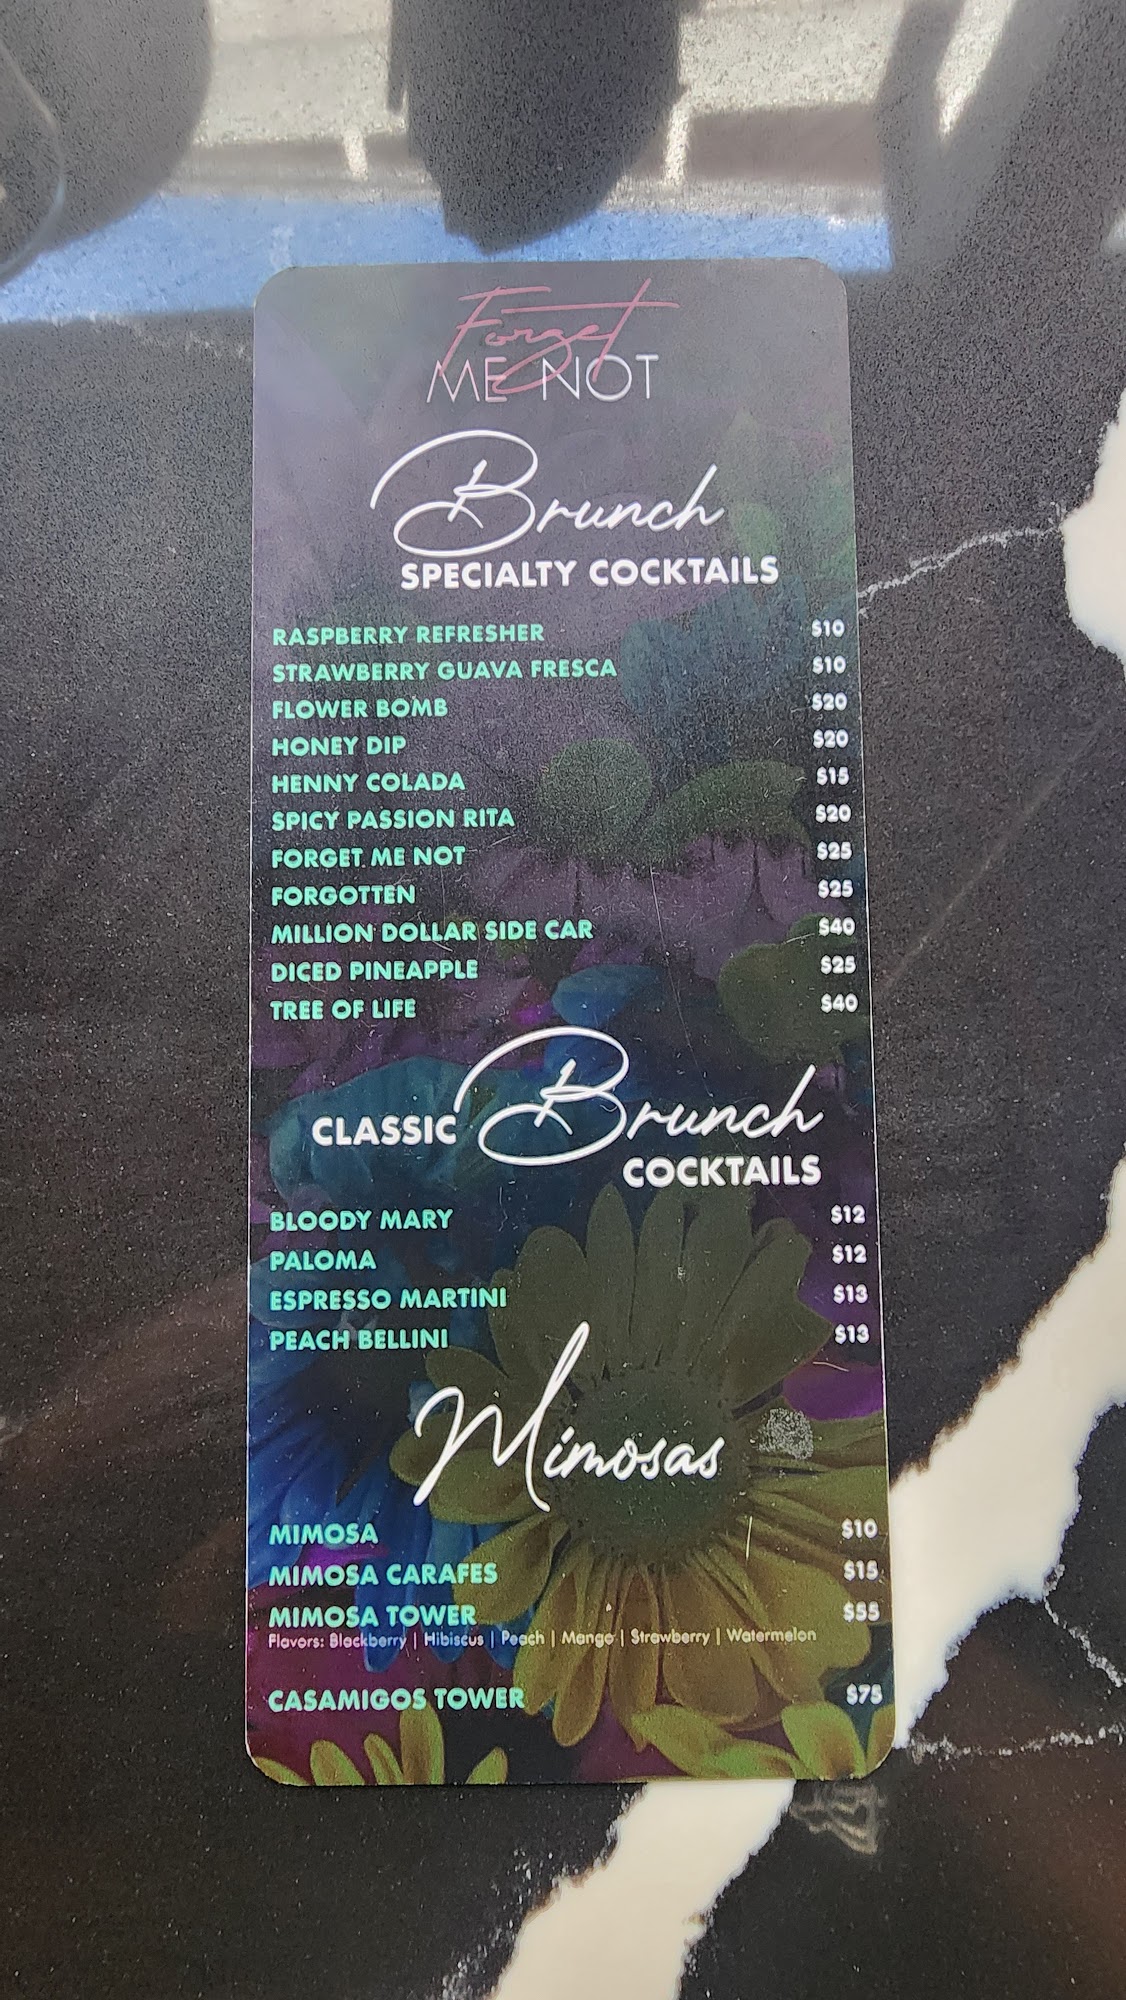 Forget
ME NOT
Brunch
SPECIALTY COCKTAILS
RASPBERRY REFRESHER $10
STRAWBERRY GUAVA FRESCA $10
FLOWER BOMB $20
HONEY DIP $20
HENNY COLADA $15
SPICY PASSION RITA $20
FORGET ME NOT $25
FORGOTTEN $25
MILLION DOLLAR SIDE CAR $40
DICED PINEAPPLE $25
TREE OF LIFE $40
CLASSIC Brunch
COCKTAILS
BLOODY MARY $12
PALOMA $12
ESPRESSO MARTINI $13
PEACH BELLINI $13
Mimosas
MIMOSA $10
MIMOSA CARAFES $15
MIMOSA TOWER $55
Flavors: Blackberry | Hibiscus | Peach | Mango | Strawberry | Watermelon
CASAMIGOS TOWER $75